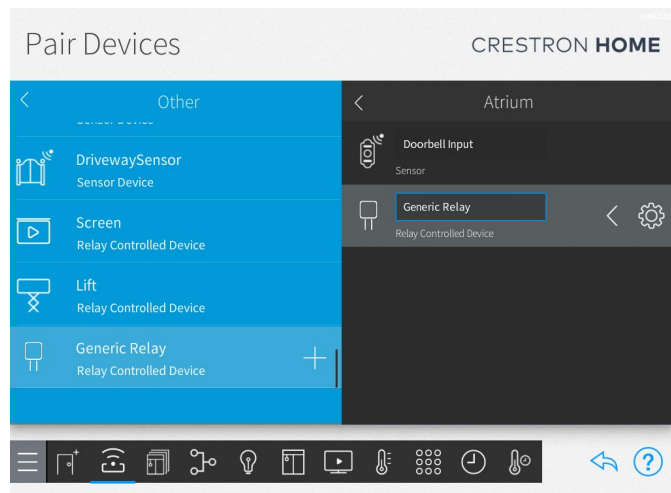 Pair Devices
CRESTRON HOME
Other
Atrium
DrivewaySensor
Sensor Device
Screen
Relay Controlled Device
Lift
Relay Controlled Device
Generic Relay
Relay Controlled Device
Doorbell Input
Sensor
Generic Relay
Relay Controlled Device
?